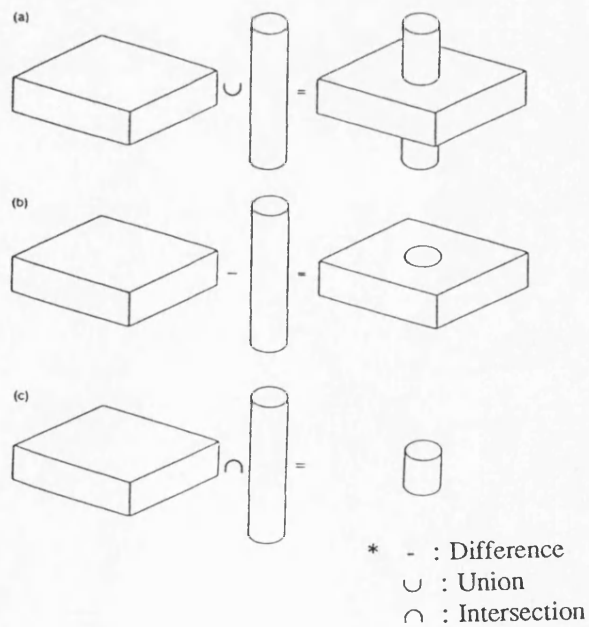 (a)
∪ =
(b)
- =
(c)
∩ =
* - : Difference
∪ : Union
∩ : Intersection